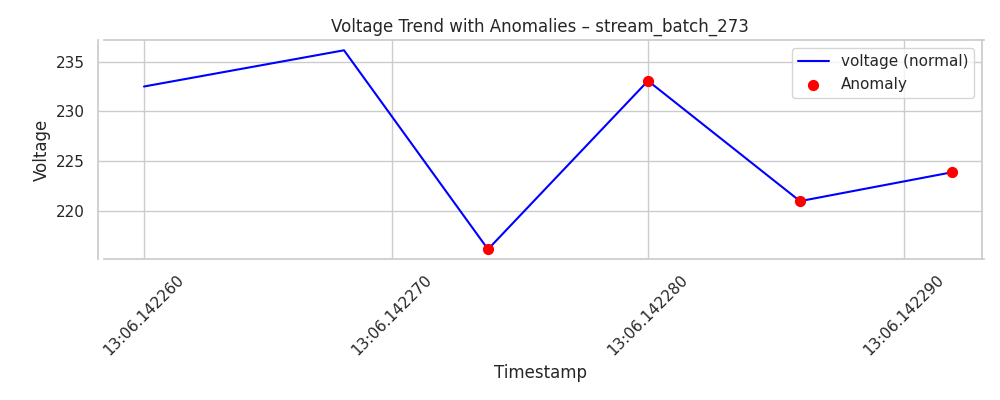 Voltage Trend with Anomalies – stream_batch_273
voltage (normal)
Anomaly
Voltage
235
230
225
220
13:06.142260
13:06.142270
13:06.142280
13:06.142290
Timestamp